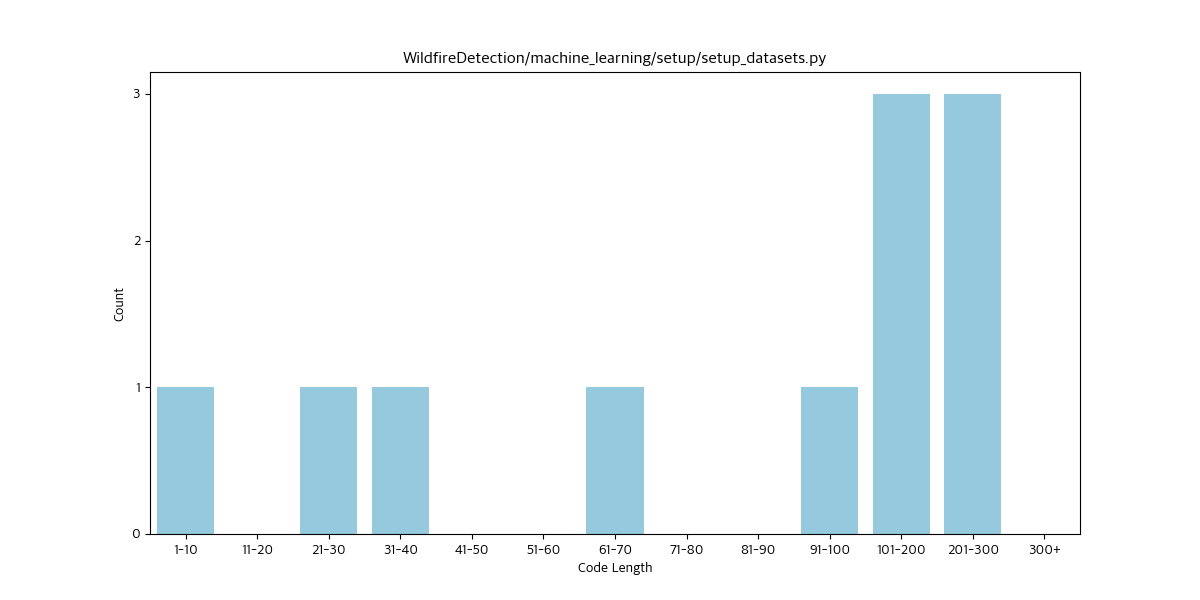 WildfireDetection/machine_learning/setup/setup_datasets.py
3
2
1
0
Count
1-10 11-20 21-30 31-40 41-50 51-60 61-70 71-80 81-90 91-100 101-200 201-300 300+
Code Length